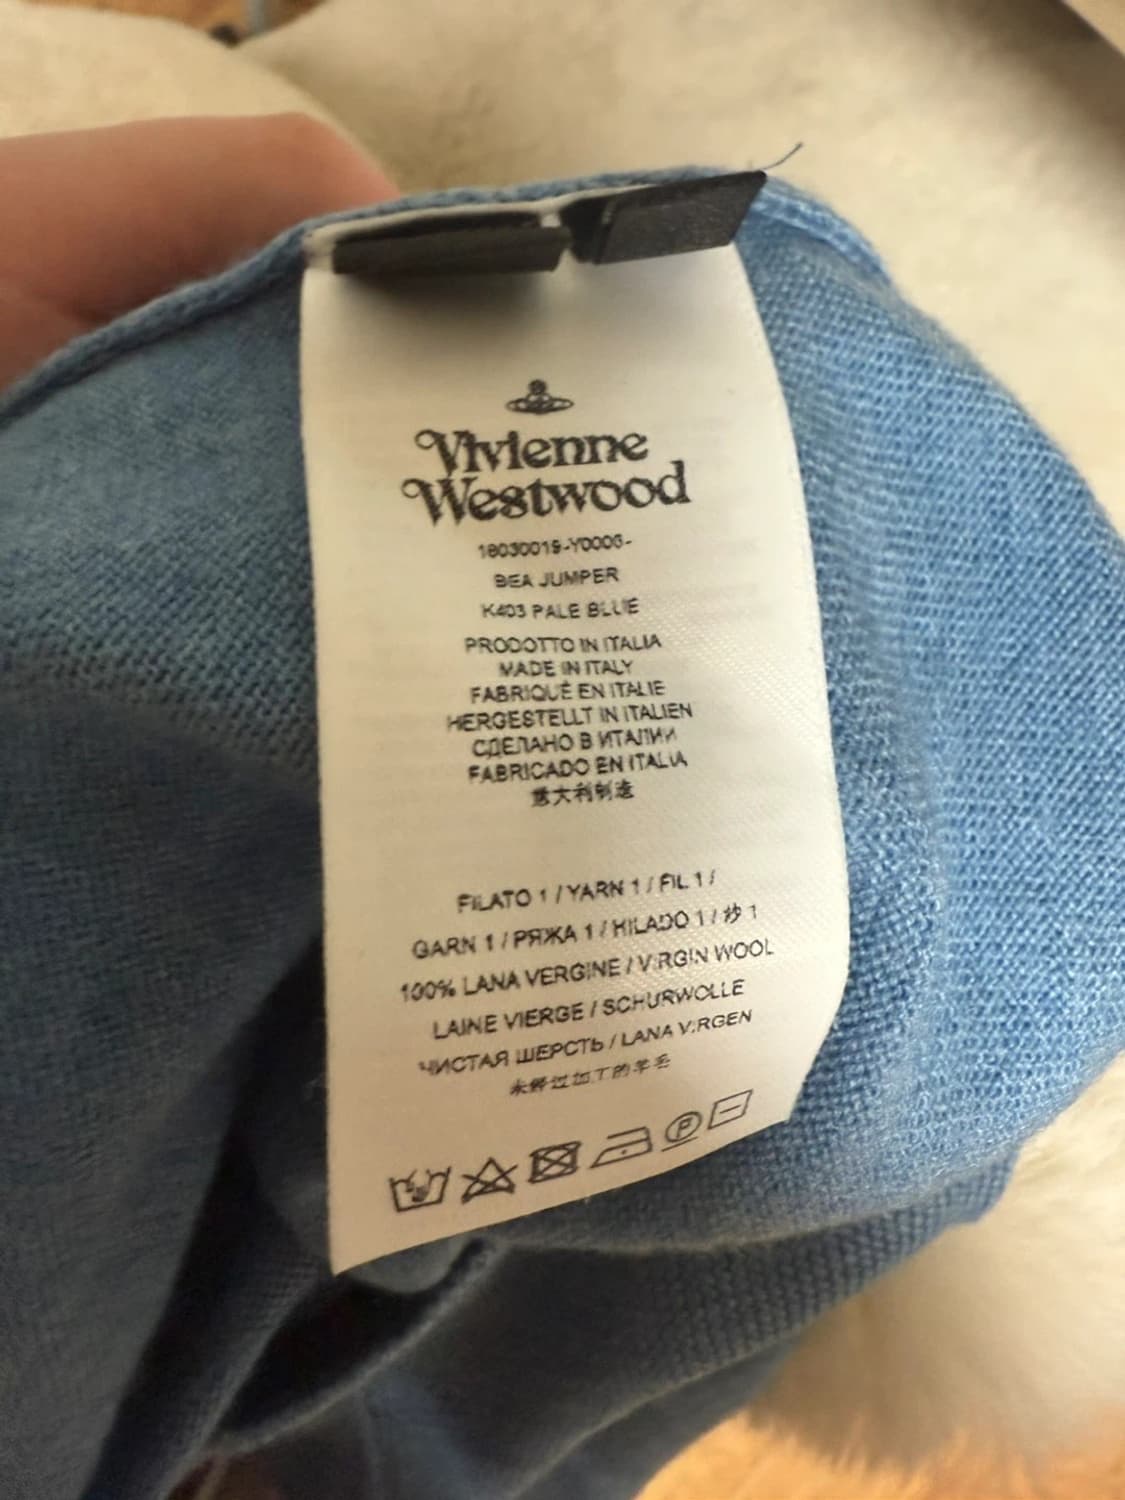 Vivienne
Westwood
18030019-Y0006-
BEA JUMPER
K403 PALE BLUE
PRODOTTO IN ITALIA
MADE IN ITALY
FABRIQUÉ EN ITALIE
HERGESTELLT IN ITALIEN
СДЕЛАНО В ИТАЛИИ
FABRICADO EN ITALIA
意大利制造
FILATO 1 / YARN 1 / FIL 1 /
GARN 1 / PЯЖА 1 / HILADO 1 / 纱 1
100% LANA VERGINE / VIRGIN WOOL
LAINE VIERGE / SCHURWOLLE
ЧИСТАЯ ШЕРСТЬ / LANA VIRGEN
未经过加工的羊毛
P